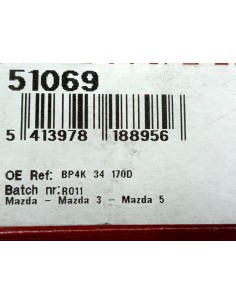 51069
5 413978 188956
OE Ref: BP4K 34 170D
Batch nr: R011
Mazda - Mazda 3 - Mazda 5